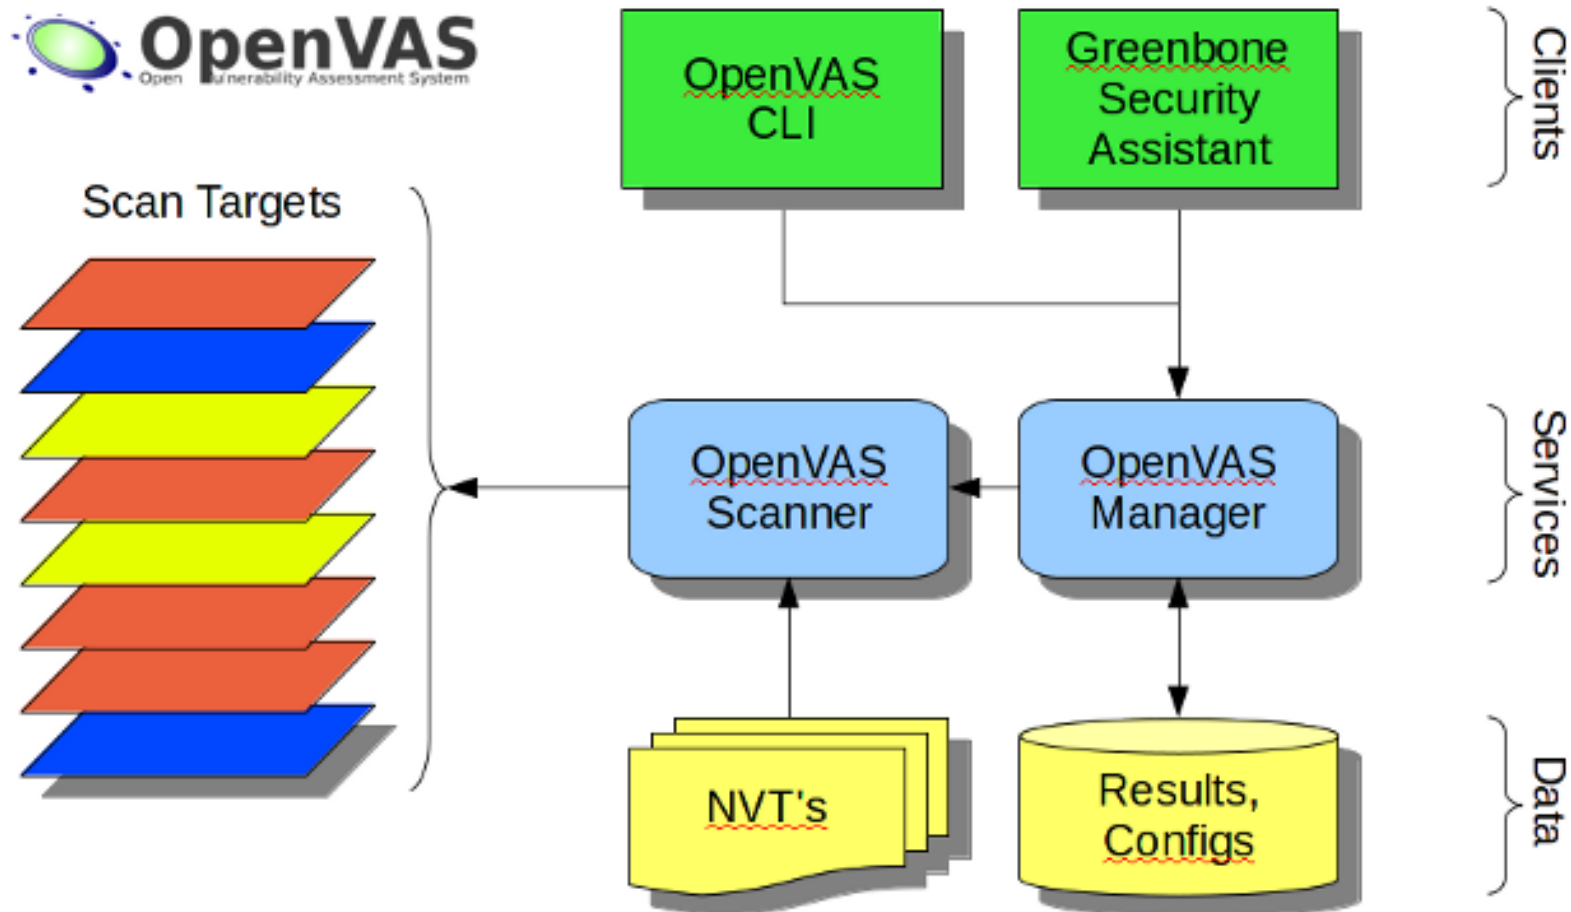 OpenVAS
Open Vulnerability Assessment System
OpenVAS
CLI
Greenbone
Security
Assistant
Clients
Scan Targets
OpenVAS
Scanner
OpenVAS
Manager
Services
NVT's
Results,
Configs
Data